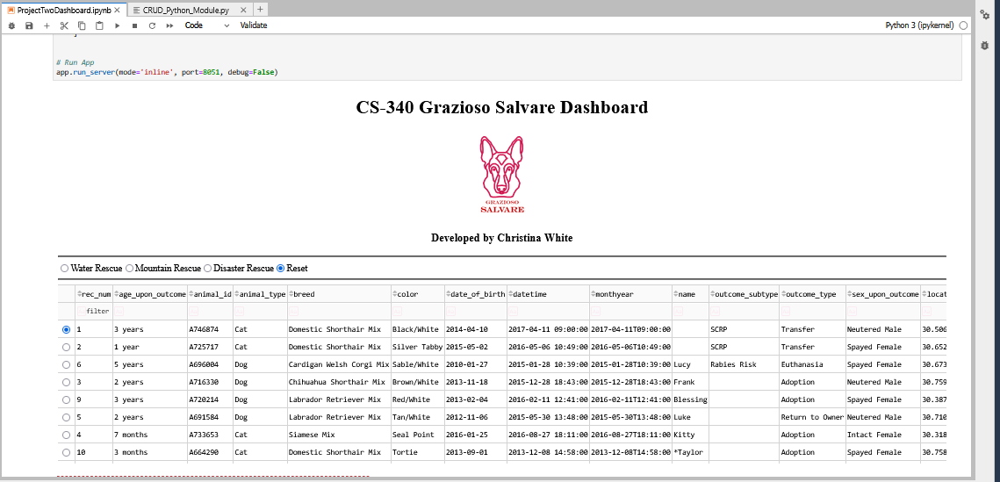 ProjectTwoDashboard.ipynb CRUD_Python_Module.py
Code Validate Python 3 (ipykernel)
# Run App
app.run_server(mode='inline', port=8051, debug=False)
CS-340 Grazioso Salvare Dashboard
GRAZIOSO
SALVARE
Developed by Christina White
Water Rescue Mountain Rescue Disaster Rescue Reset
rec_num age_upon_outcome animal_id animal_type breed color date_of_birth datetime monthyear name outcome_subtype outcome_type sex_upon_outcome locat
filter
1 3 years A746874 Cat Domestic Shorthair Mix Black/White 2014-04-10 2017-04-11 09:00:00 2017-04-11T09:00:00 SCRP Transfer Neutered Male 30.506
2 1 year A725717 Cat Domestic Shorthair Mix Silver Tabby 2015-05-02 2016-05-06 10:49:00 2016-05-06T10:49:00 SCRP Transfer Spayed Female 30.652
6 5 years A696004 Dog Cardigan Welsh Corgi Mix Sable/White 2010-01-27 2015-01-28 10:39:00 2015-01-28T10:39:00 Lucy Rabies Risk Euthanasia Spayed Female 30.673
3 2 years A716330 Dog Chihuahua Shorthair Mix Brown/White 2013-11-18 2015-12-28 18:43:00 2015-12-28T18:43:00 Frank Adoption Neutered Male 30.759
9 3 years A720214 Dog Labrador Retriever Mix Red/White 2013-02-04 2016-02-11 12:41:00 2016-02-11T12:41:00 Blessing Adoption Spayed Female 30.387
5 2 years A691584 Dog Labrador Retriever Mix Tan/White 2012-11-06 2015-05-30 13:48:00 2015-05-30T13:48:00 Luke Return to Owner Neutered Male 30.710
4 7 months A733653 Cat Siamese Mix Seal Point 2016-01-25 2016-08-27 18:11:00 2016-08-27T18:11:00 Kitty Adoption Intact Female 30.318
10 3 months A664290 Cat Domestic Shorthair Mix Tortie 2013-09-01 2013-12-08 14:58:00 2013-12-08T14:58:00 *Taylor Adoption Spayed Female 30.758